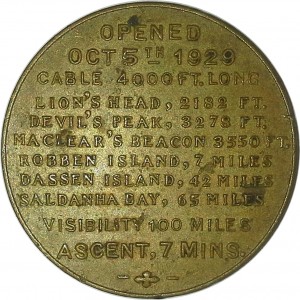 OPENED
OCT 5TH 1929
CABLE 4000 FT. LONG
LION'S HEAD, 2182 FT.
DEVIL'S PEAK, 3278 FT.
MACLEAR'S BEACON 3550 FT.
ROBBEN ISLAND, 7 MILES
DASSEN ISLAND, 42 MILES
SALDANHA BAY, 65 MILES
VISIBILITY 100 MILES
ASCENT, 7 MINS.